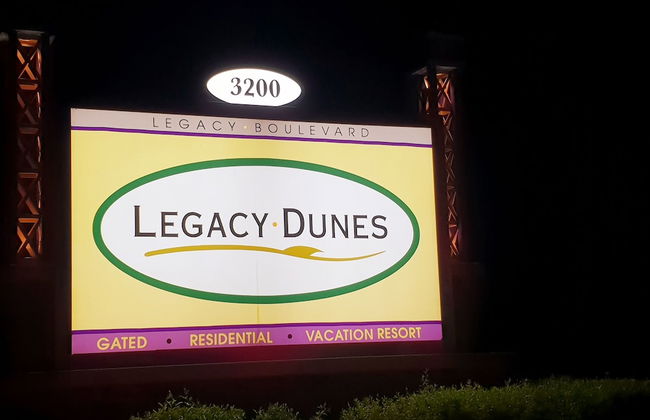 3200
LEGACY · BOULEVARD
LEGACY · DUNES
GATED • RESIDENTIAL • VACATION RESORT